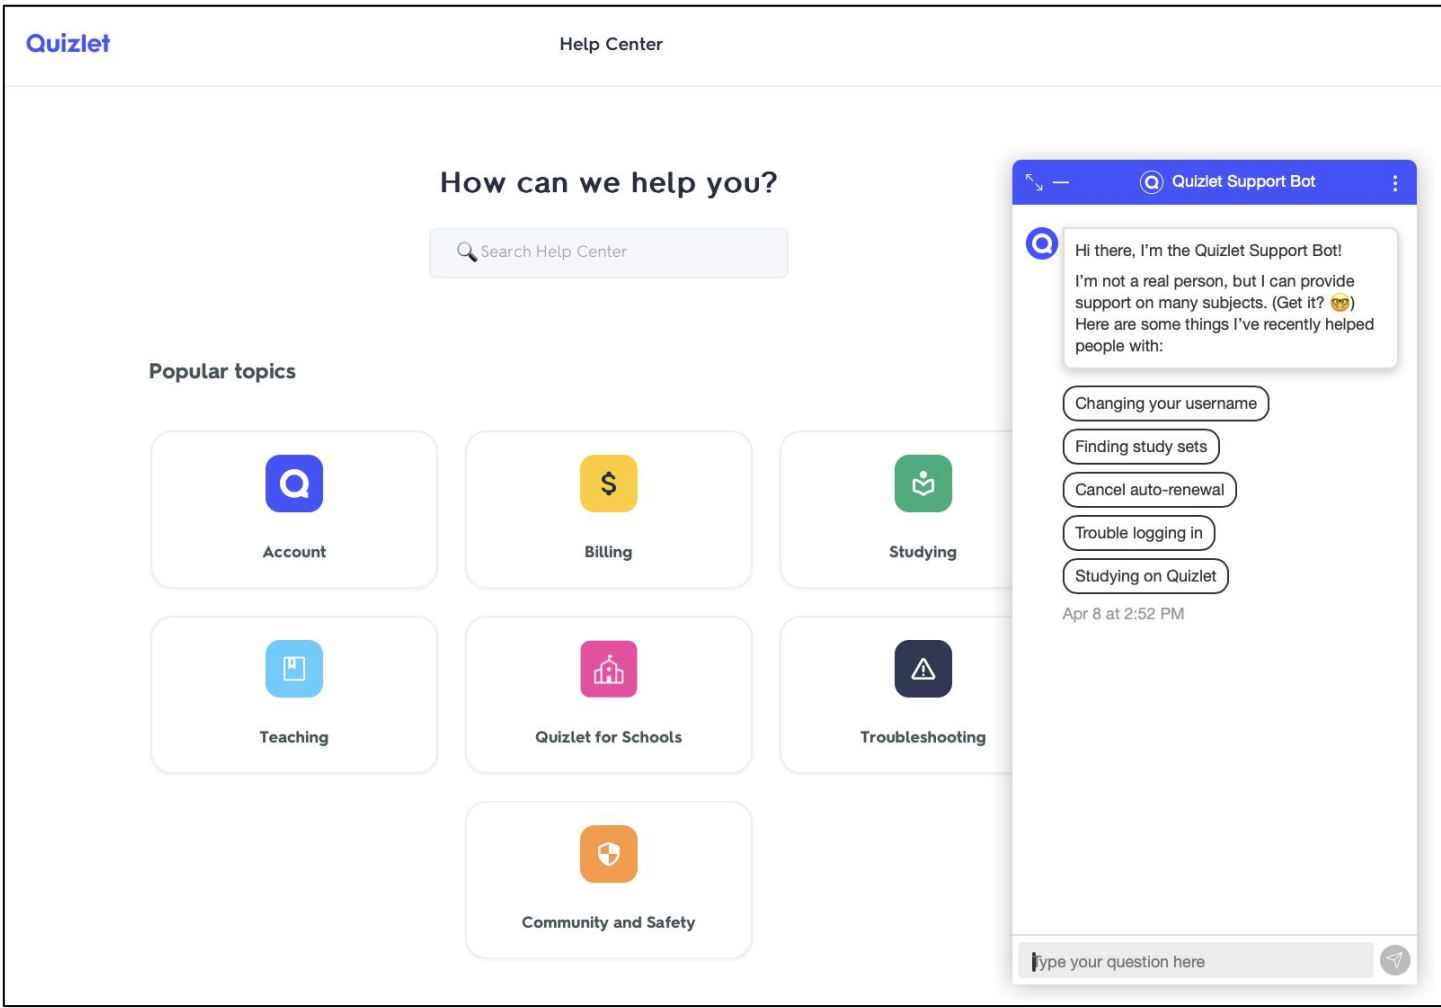 Quizlet
Help Center
How can we help you?
Search Help Center
Popular topics
Account
Billing
Studying
Teaching
Quizlet for Schools
Troubleshooting
Community and Safety
Quizlet Support Bot
Hi there, I'm the Quizlet Support Bot!
I'm not a real person, but I can provide
support on many subjects. (Get it? 🤓)
Here are some things I've recently helped
people with:
Changing your username
Finding study sets
Cancel auto-renewal
Trouble logging in
Studying on Quizlet
Apr 8 at 2:52 PM
Type your question here